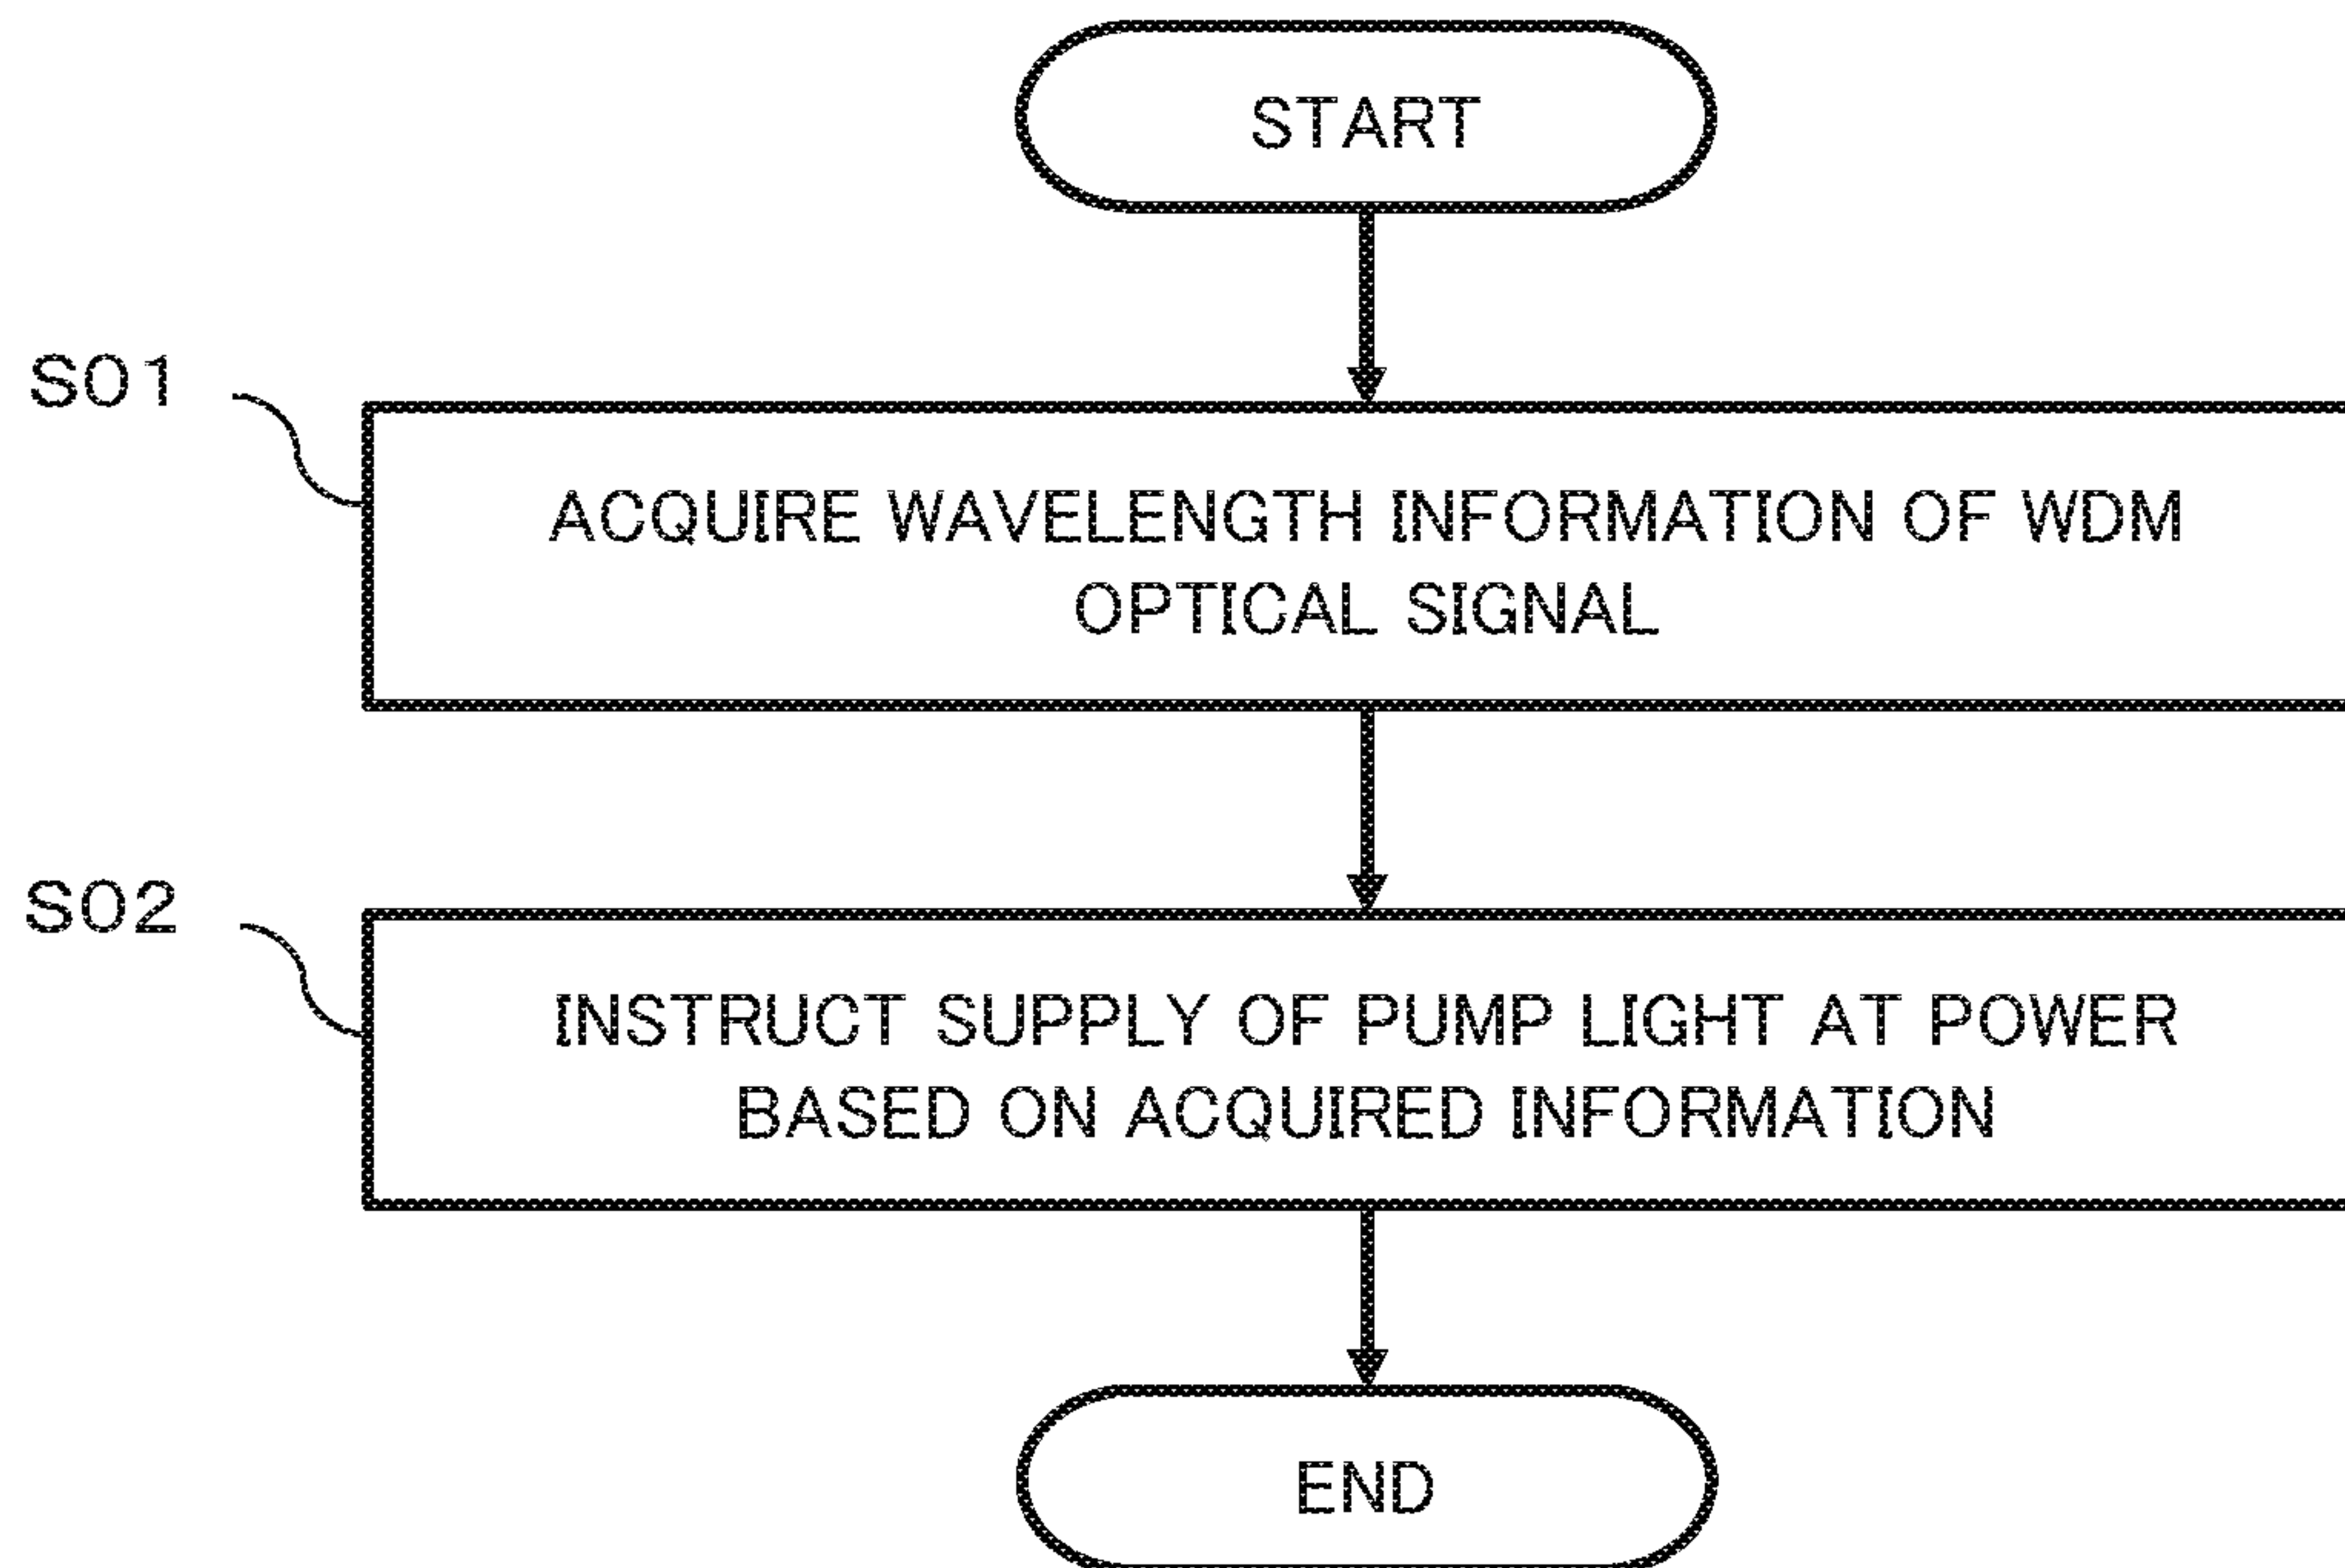 START
S01
ACQUIRE WAVELENGTH INFORMATION OF WDM
OPTICAL SIGNAL
S02
INSTRUCT SUPPLY OF PUMP LIGHT AT POWER
BASED ON ACQUIRED INFORMATION
END